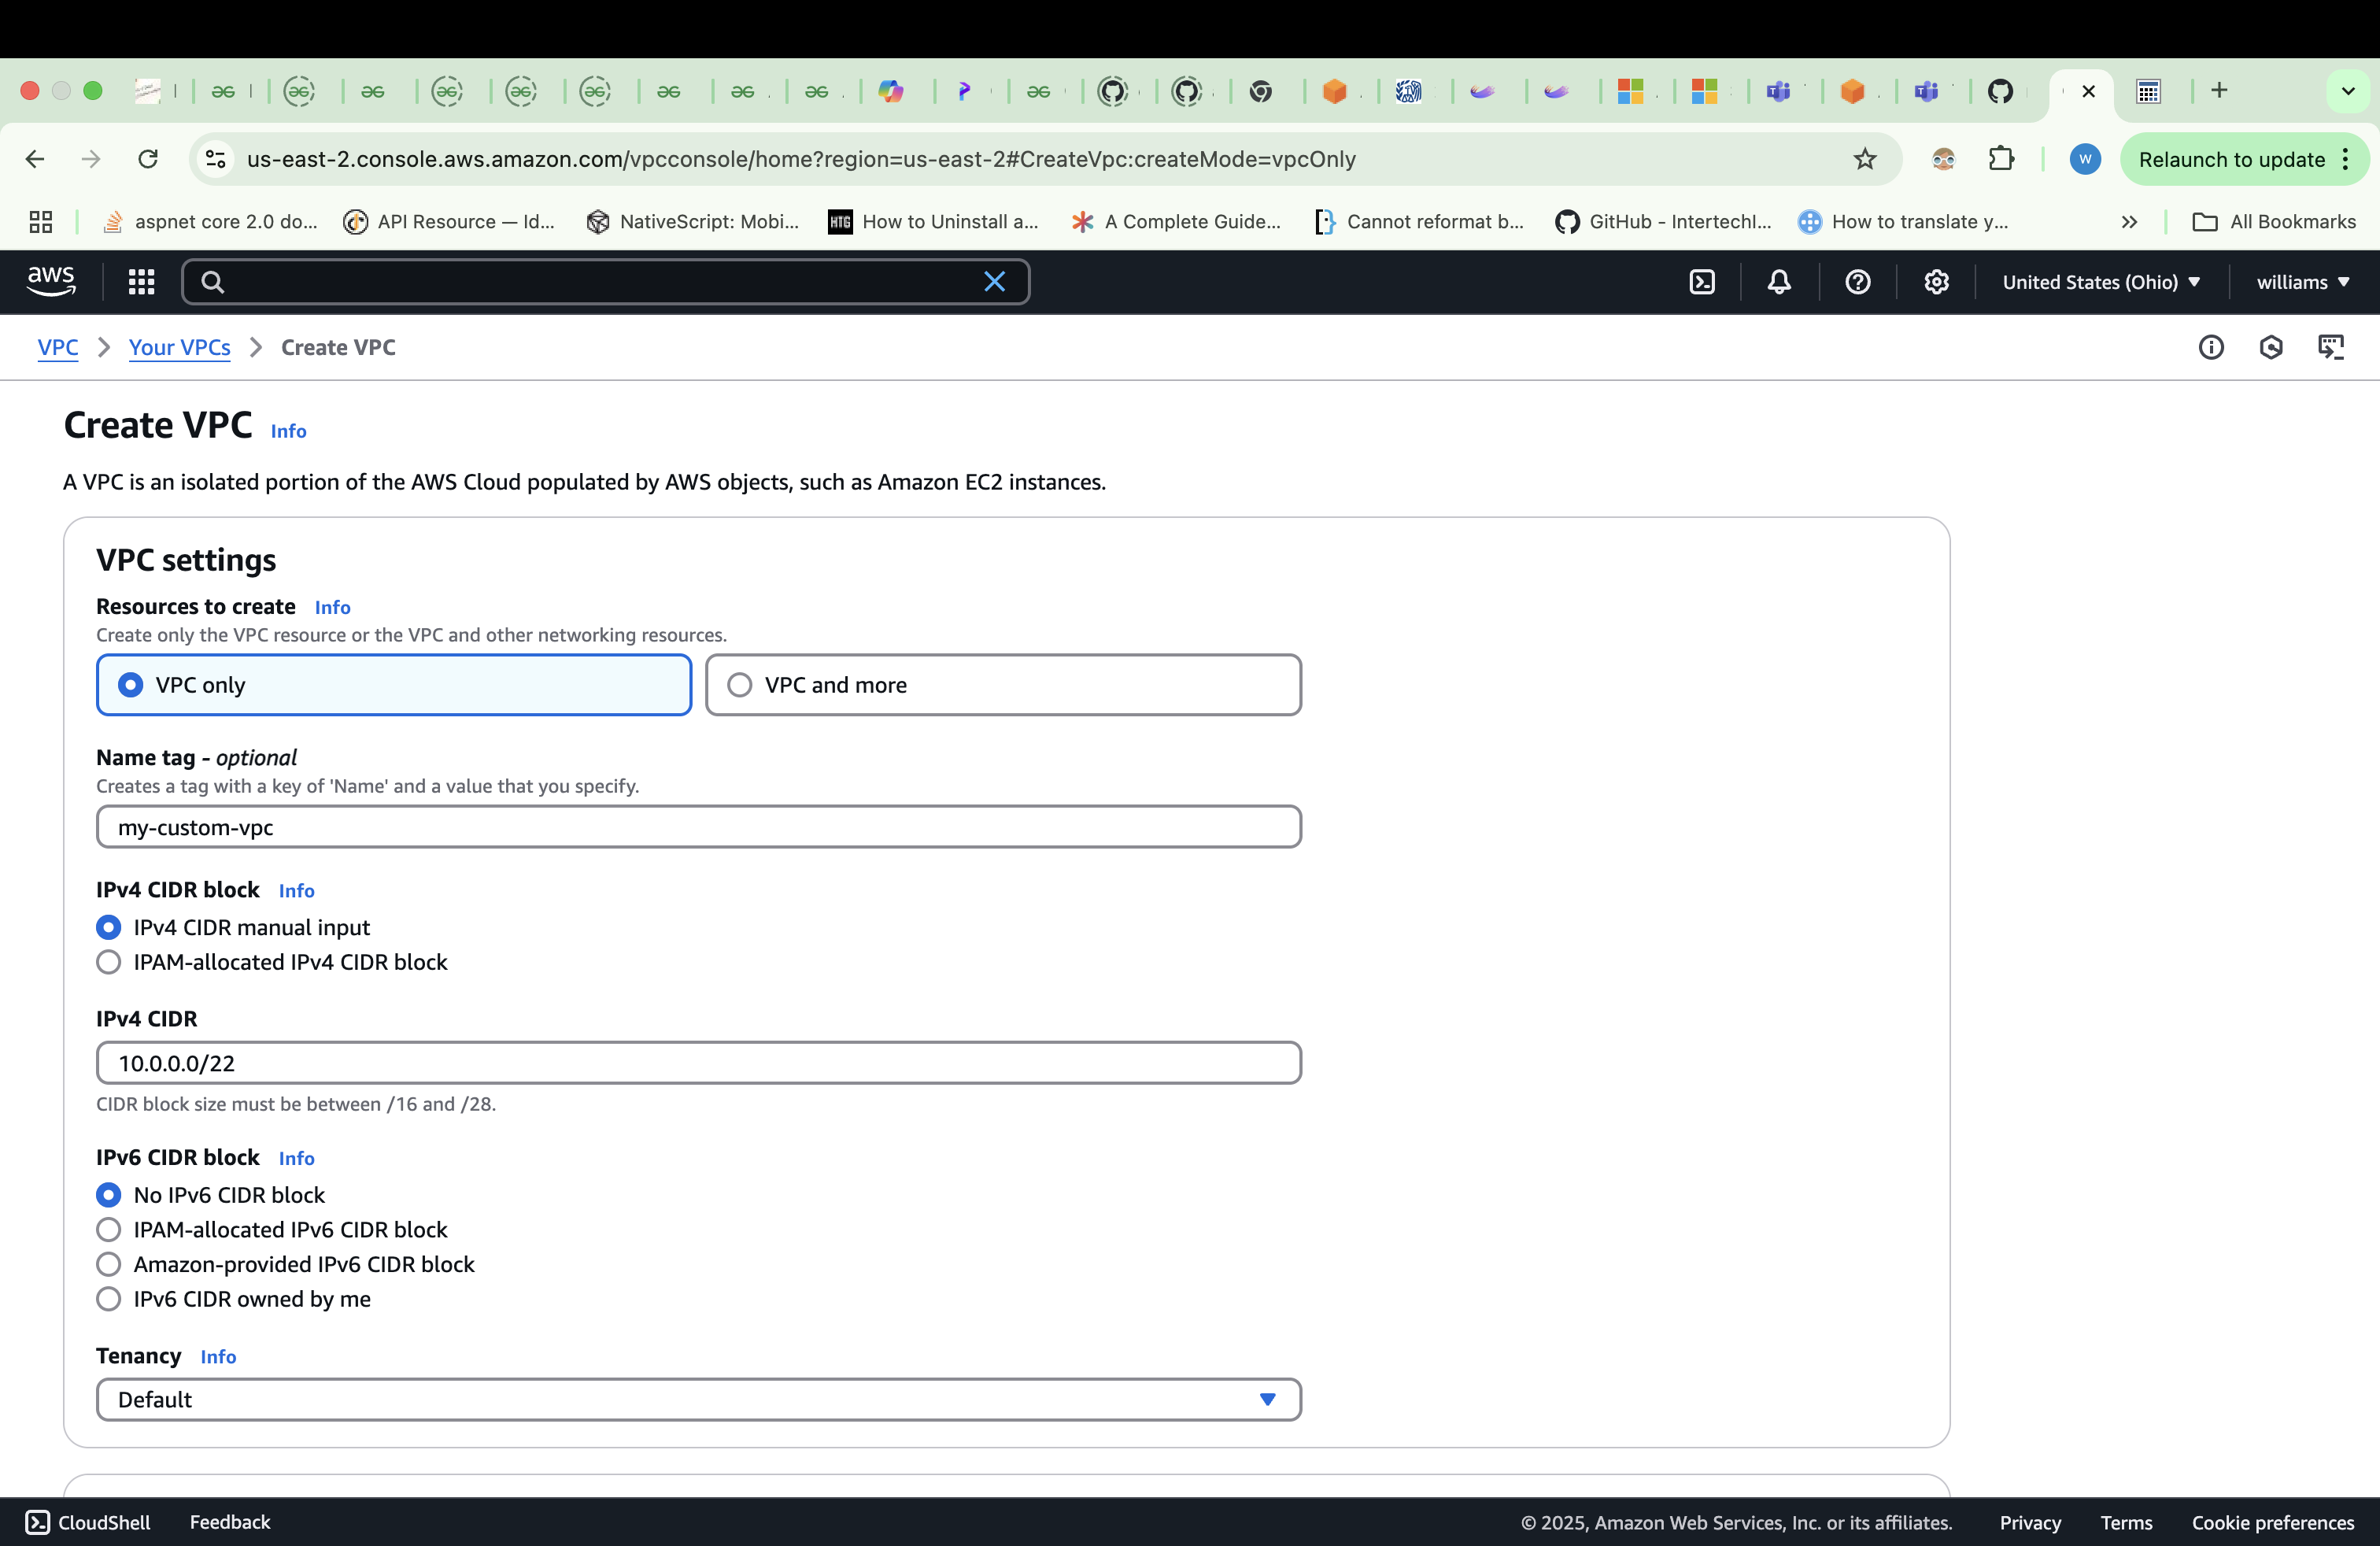 us-east-2.console.aws.amazon.com/vpcconsole/home?region=us-east-2#CreateVpc:createMode=vpcOnly
W
Relaunch to update
aspnet core 2.0 do...
API Resource — Id...
NativeScript: Mobi...
HTG
How to Uninstall a...
A Complete Guide...
Cannot reformat b...
GitHub - Intertechl...
How to translate y...
All Bookmarks
aws
United States (Ohio)
williams
VPC
Your VPCs
Create VPC
Create VPC Info
A VPC is an isolated portion of the AWS Cloud populated by AWS objects, such as Amazon EC2 instances.
VPC settings
Resources to create Info
Create only the VPC resource or the VPC and other networking resources.
VPC only
VPC and more
Name tag - optional
Creates a tag with a key of 'Name' and a value that you specify.
my-custom-vpc
IPv4 CIDR block Info
IPv4 CIDR manual input
IPAM-allocated IPv4 CIDR block
IPv4 CIDR
10.0.0.0/22
CIDR block size must be between /16 and /28.
IPv6 CIDR block Info
No IPv6 CIDR block
IPAM-allocated IPv6 CIDR block
Amazon-provided IPv6 CIDR block
IPv6 CIDR owned by me
Tenancy Info
Default
CloudShell
Feedback
© 2025, Amazon Web Services, Inc. or its affiliates.
Privacy
Terms
Cookie preferences